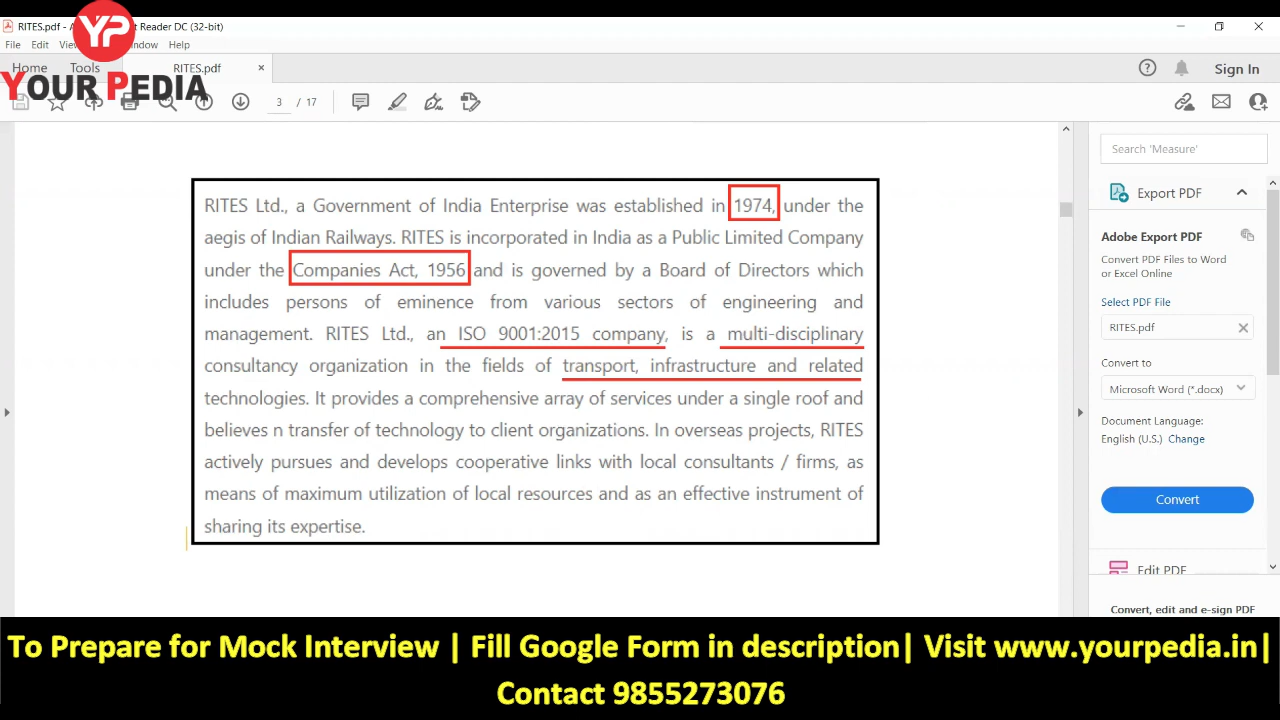 RITES.pdf - A
t Reader DC (32-bit)
YP
File Edit Vi
ndow Help
Home Tools RITES.pdf
YOUR PEDIA
3 / 17
Sign In
RITES Ltd., a Government of India Enterprise was established in 1974, under the
aegis of Indian Railways. RITES is incorporated in India as a Public Limited Company
under the Companies Act, 1956 and is governed by a Board of Directors which
includes persons of eminence from various sectors of engineering and
management. RITES Ltd., an ISO 9001:2015 company, is a multi-disciplinary
consultancy organization in the fields of transport, infrastructure and related
technologies. It provides a comprehensive array of services under a single roof and
believes n transfer of technology to client organizations. In overseas projects, RITES
actively pursues and develops cooperative links with local consultants / firms, as
means of maximum utilization of local resources and as an effective instrument of
sharing its expertise.
Search 'Measure'
Export PDF
Adobe Export PDF
Convert PDF Files to Word
or Excel Online
Select PDF File
RITES.pdf
Convert to
Microsoft Word (*.docx)
Document Language:
English (U.S.) Change
Convert
Edit PDF
Convert, edit and e-sign PDF
To Prepare for Mock Interview | Fill Google Form in description| Visit www.yourpedia.in|
Contact 9855273076